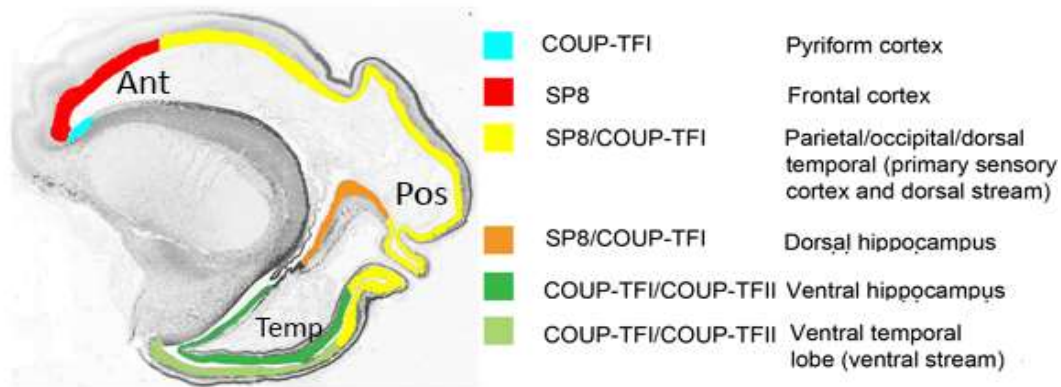 Ant
Pos
Temp
COUP-TFI Pyriform cortex
SP8 Frontal cortex
SP8/COUP-TFI Parietal/occipital/dorsal
temporal (primary sensory
cortex and dorsal stream)
SP8/COUP-TFI Dorsal hippocampus
COUP-TFI/COUP-TFII Ventral hippocampus
COUP-TFI/COUP-TFII Ventral temporal
lobe (ventral stream)